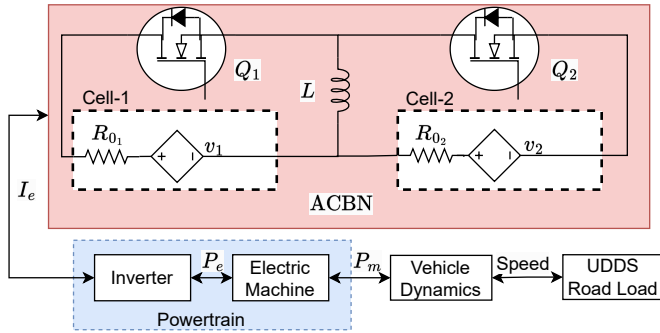 Q₁
Q₂
L
Cell-1
Cell-2
R₀₁
+
-
v₁
R₀₂
+
-
v₂
Iₑ
ACBN
Inverter
Pₑ
Electric
Machine
Pₘ
Vehicle
Dynamics
Speed
UDDS
Road Load
Powertrain